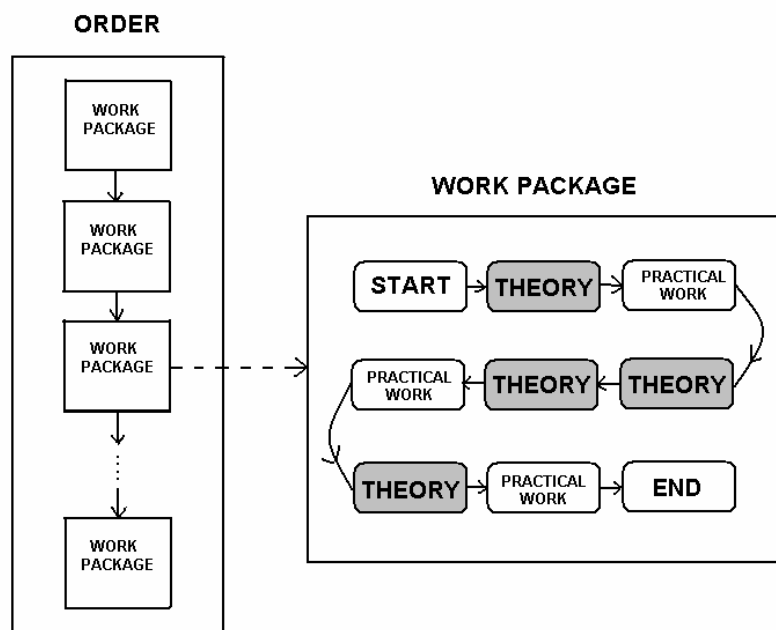 ORDER
WORK
PACKAGE
WORK
PACKAGE
WORK
PACKAGE
WORK
PACKAGE
WORK PACKAGE
START
THEORY
PRACTICAL
WORK
PRACTICAL
WORK
THEORY
THEORY
THEORY
PRACTICAL
WORK
END